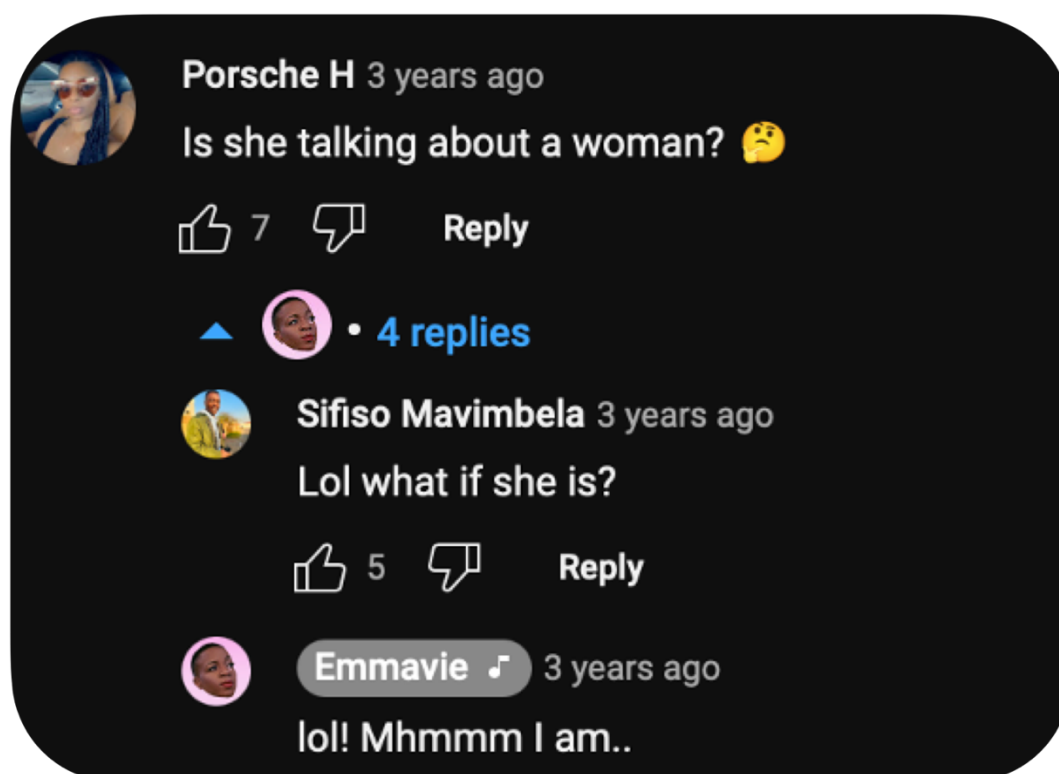 Porsche H 3 years ago
Is she talking about a woman? 🤔
7 Reply
• 4 replies
Sifiso Mavimbela 3 years ago
Lol what if she is?
5 Reply
Emmavie ♪ 3 years ago
lol! Mhmmm I am..